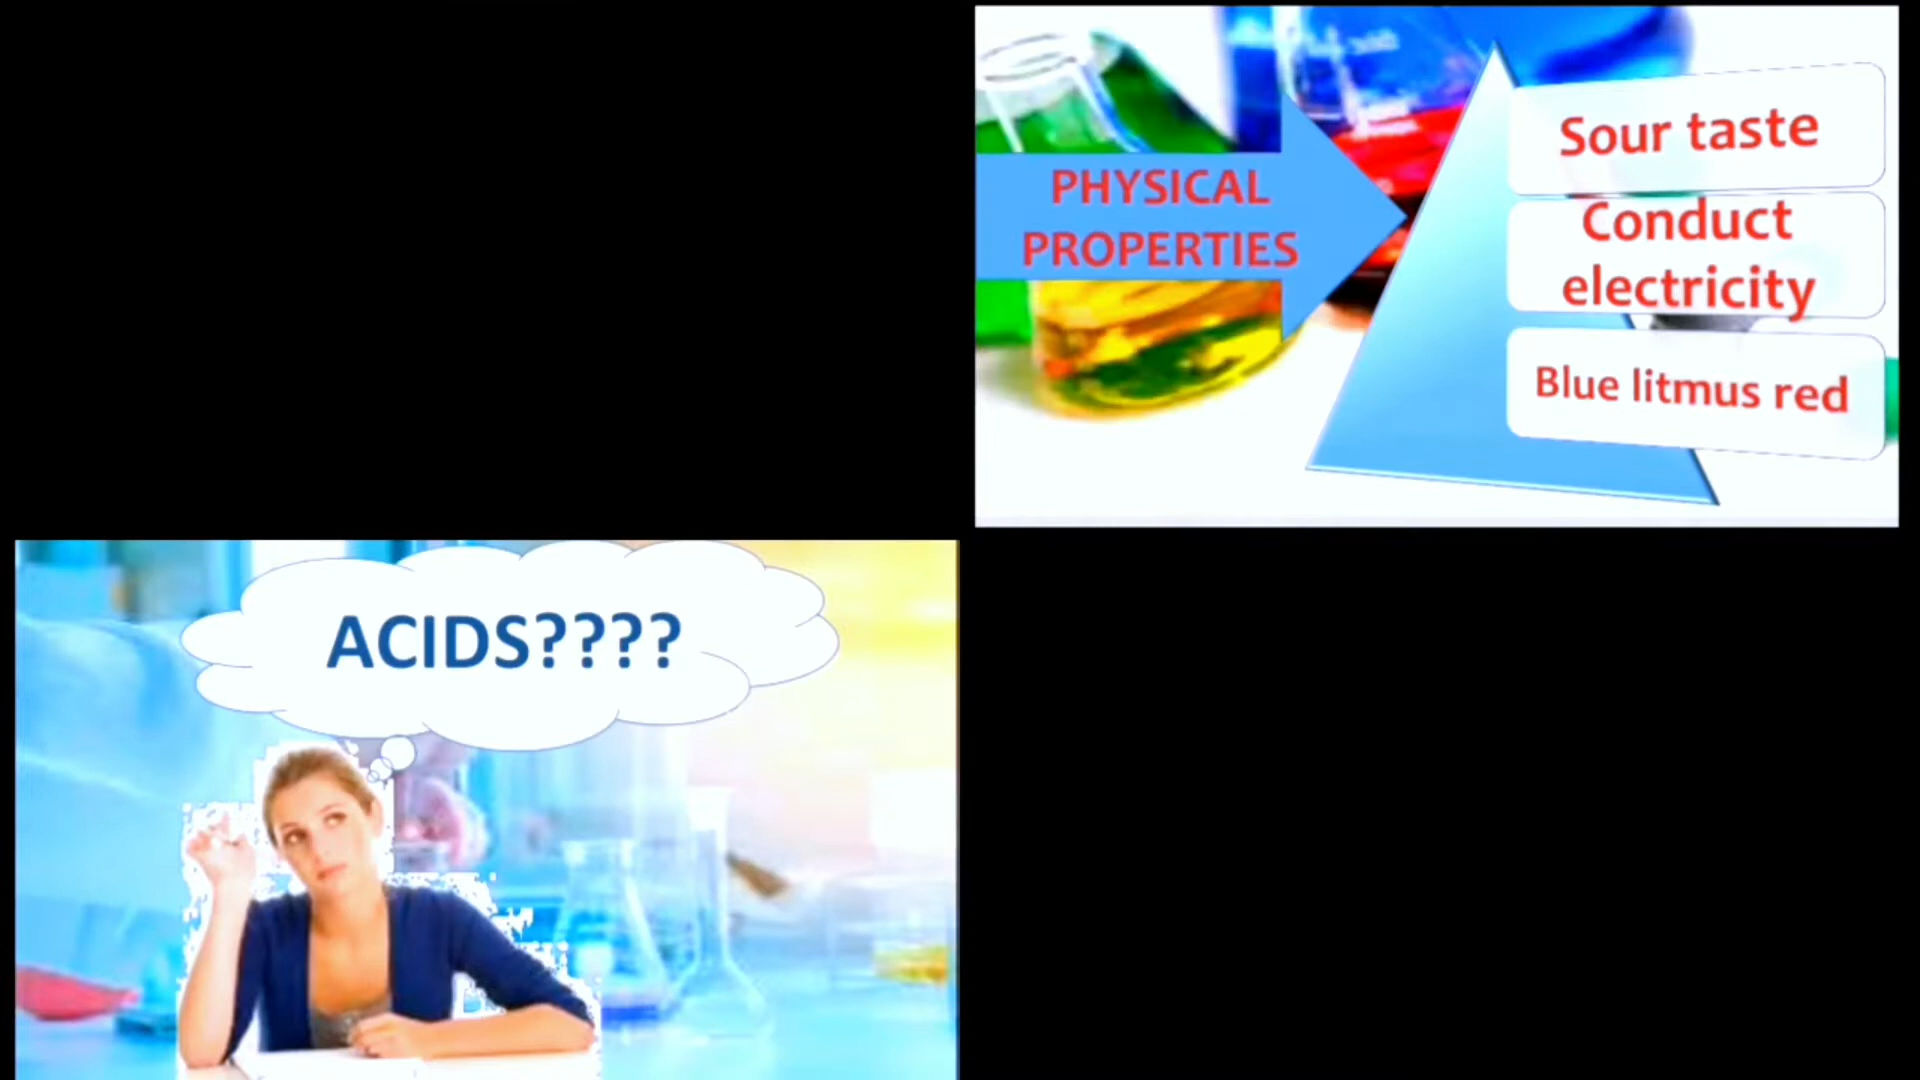 PHYSICAL
PROPERTIES
Sour taste
Conduct
electricity
Blue litmus red
ACIDS????